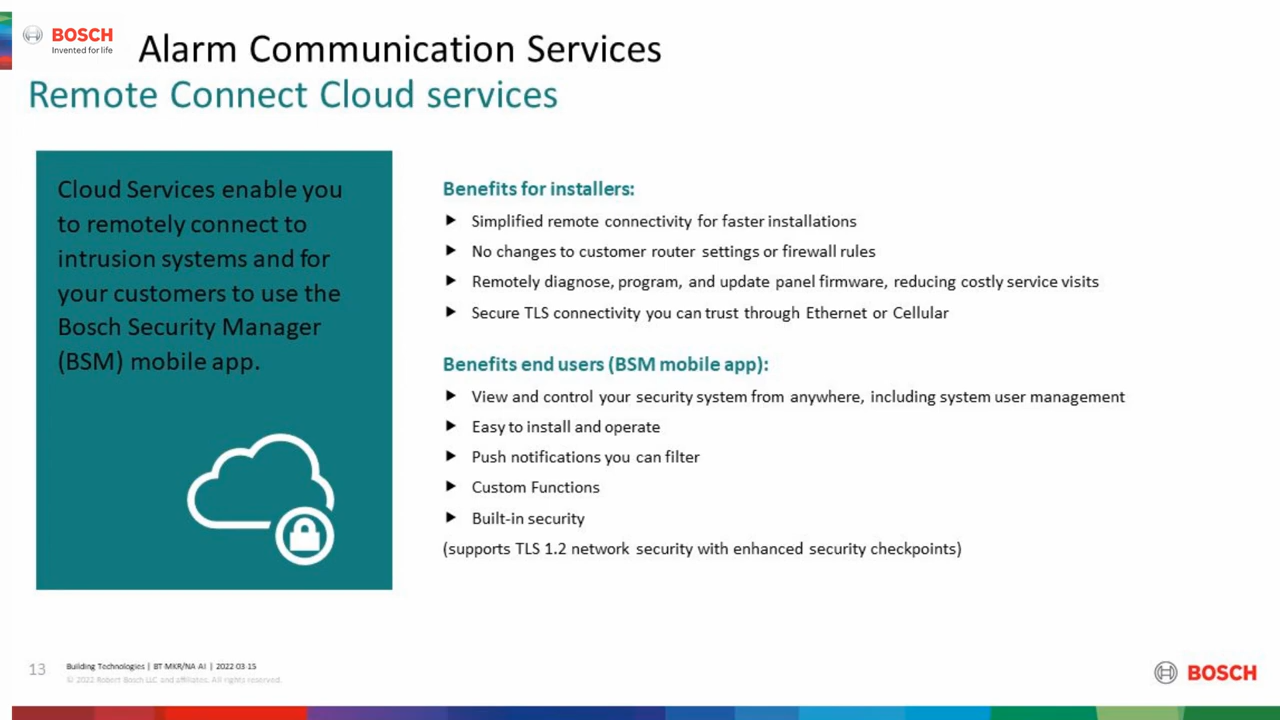 BOSCH
Invented for life
Alarm Communication Services
Remote Connect Cloud services
Cloud Services enable you
to remotely connect to
intrusion systems and for
your customers to use the
Bosch Security Manager
(BSM) mobile app.
Benefits for installers:
Simplified remote connectivity for faster installations
No changes to customer router settings or firewall rules
Remotely diagnose, program, and update panel firmware, reducing costly service visits
Secure TLS connectivity you can trust through Ethernet or Cellular
Benefits end users (BSM mobile app):
View and control your security system from anywhere, including system user management
Easy to install and operate
Push notifications you can filter
Custom Functions
Built-in security
(supports TLS 1.2 network security with enhanced security checkpoints)
13
Building Technologies | BT-MKR/NA-AI | 2022-03-15
© 2022 Robert Bosch LLC and affiliates. All rights reserved.
BOSCH